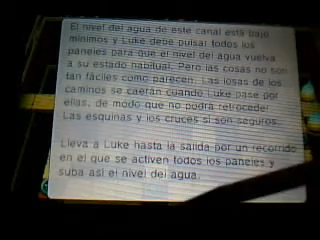 El nivel del agua de este canal está bajo
mínimos y Luke debe pulsar todos los
paneles para que el nivel del agua vuelva
a su estado habitual. Pero las cosas no son
tan fáciles como parecen. Las losas de los
caminos se caerán cuando Luke pase por
ellas, de modo que no podrá retroceder.
Las esquinas y los cruces sí son seguros.
Lleva a Luke hasta la salida por un recorrido
en el que se activen todos los paneles y
suba así el nivel del agua.